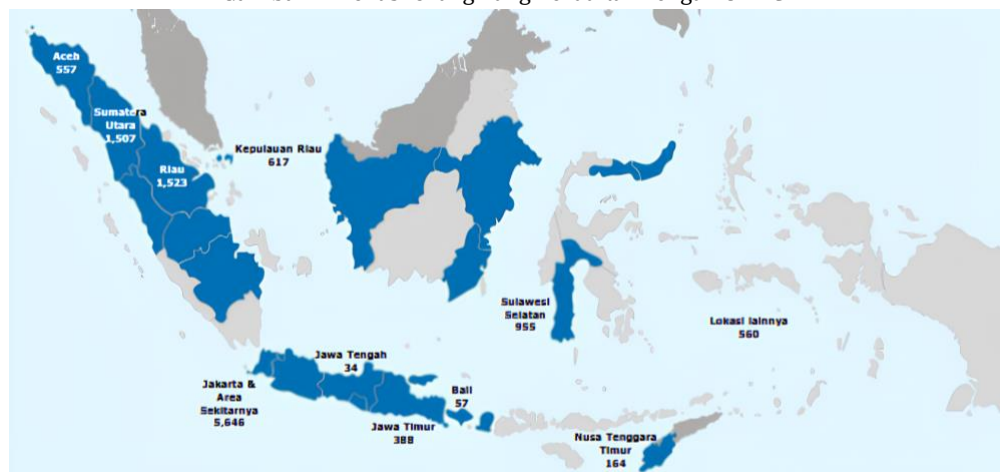 Aceh
557
Sumatera
Utara
1,507
Riau
1,523
Kepulauan Riau
617
Sulawesi
Selatan
955
Lokasi lainnya
560
Jawa Tengah
34
Jakarta &
Area
Sekitarnya
5,646
Bali
57
Jawa Timur
388
Nusa Tenggara
Timur
164